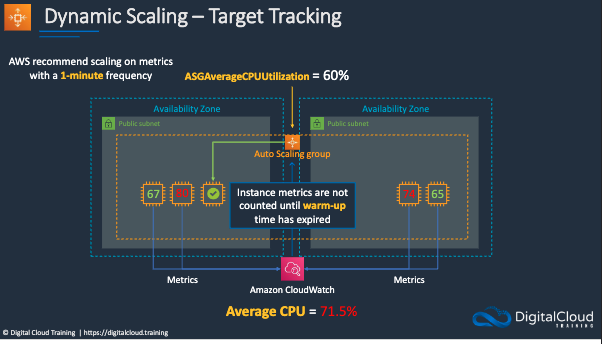 Dynamic Scaling – Target Tracking
AWS recommend scaling on metrics
with a 1-minute frequency
ASGAverageCPUUtilization = 60%
Availability Zone
Availability Zone
Public subnet
Public subnet
Auto Scaling group
67
65
Instance metrics are not
counted until warm-up
time has expired
Metrics
Metrics
Amazon CloudWatch
Average CPU = 71.5%
DigitalCloud
TRAINING
© Digital Cloud Training | https://digitalcloud.training